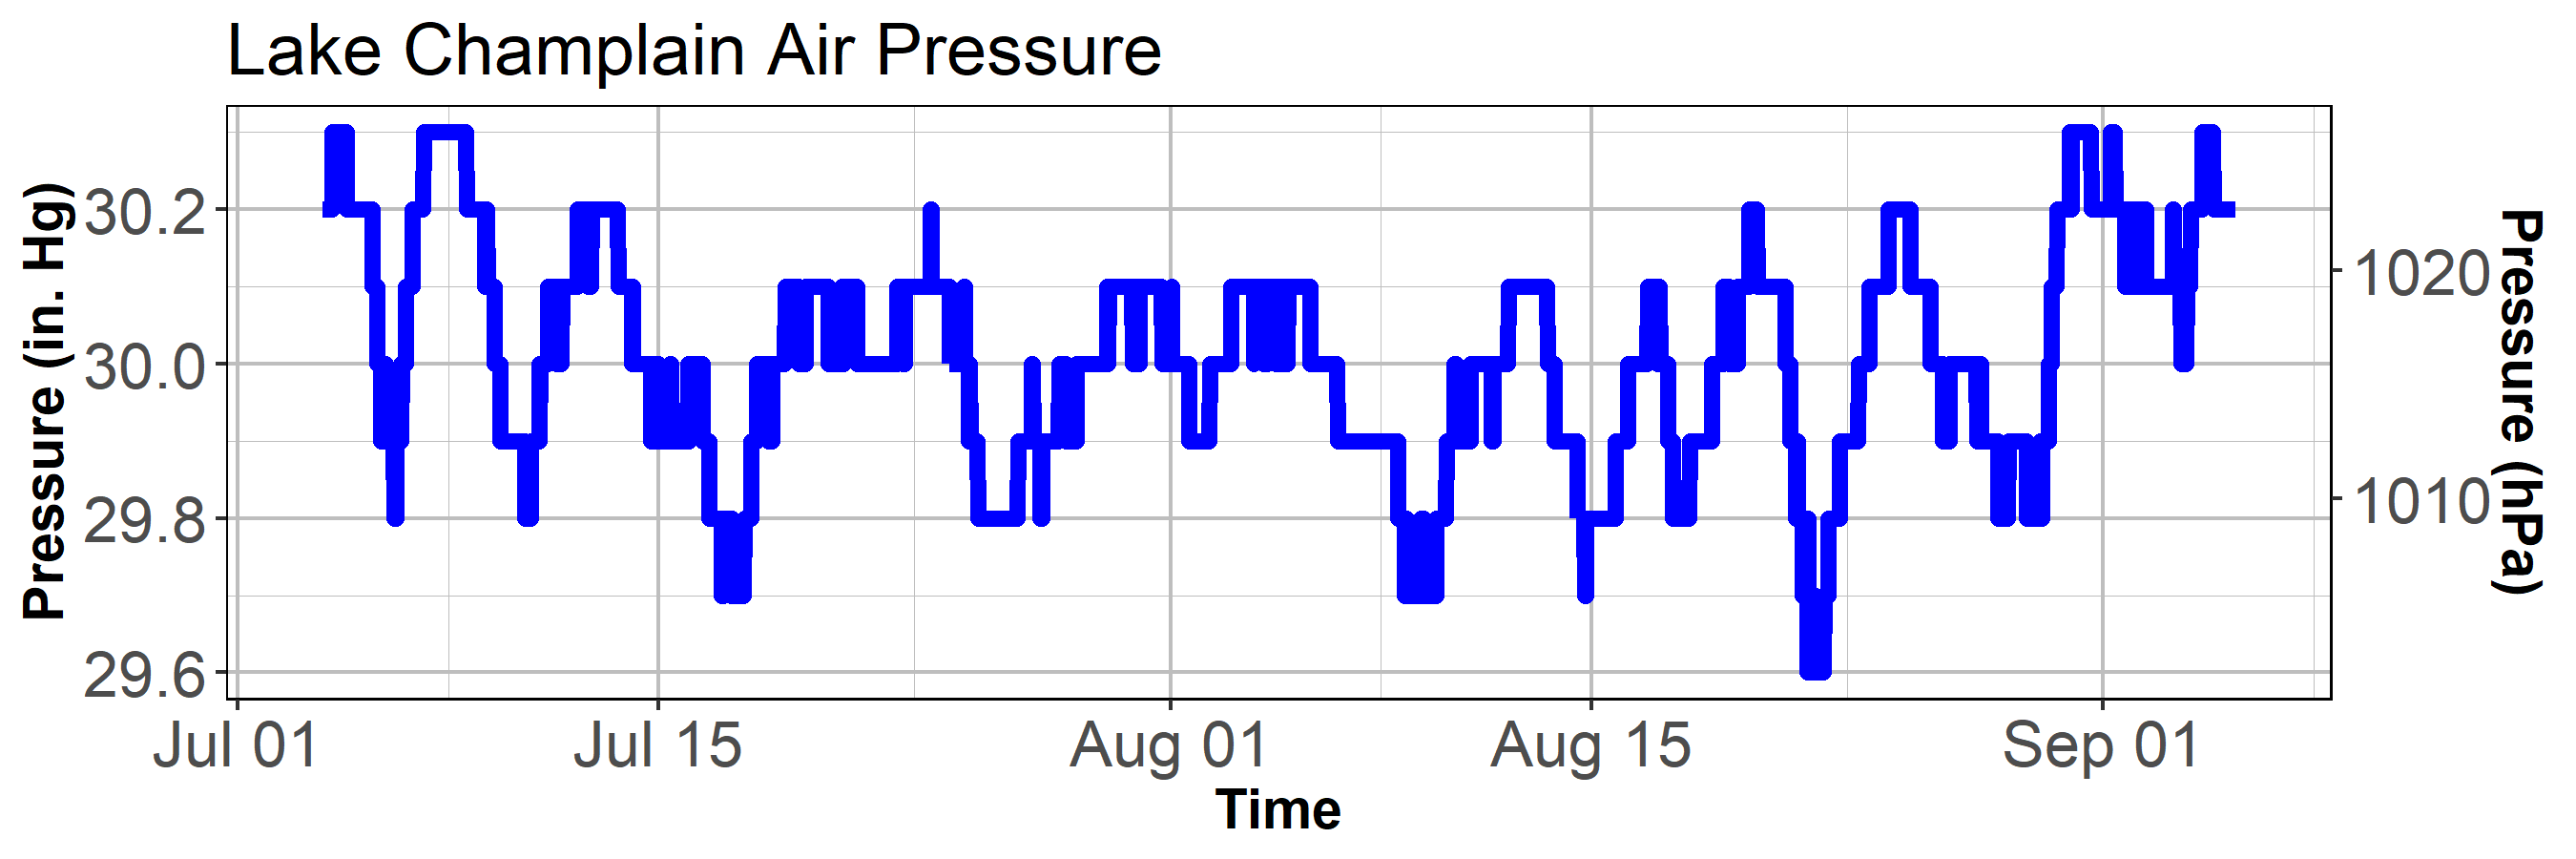 Lake Champlain Air Pressure
Pressure (in. Hg)
30.2
30.0
29.8
29.6
1020
1010
Pressure (hPa)
Jul 01
Jul 15
Aug 01
Aug 15
Sep 01
Time